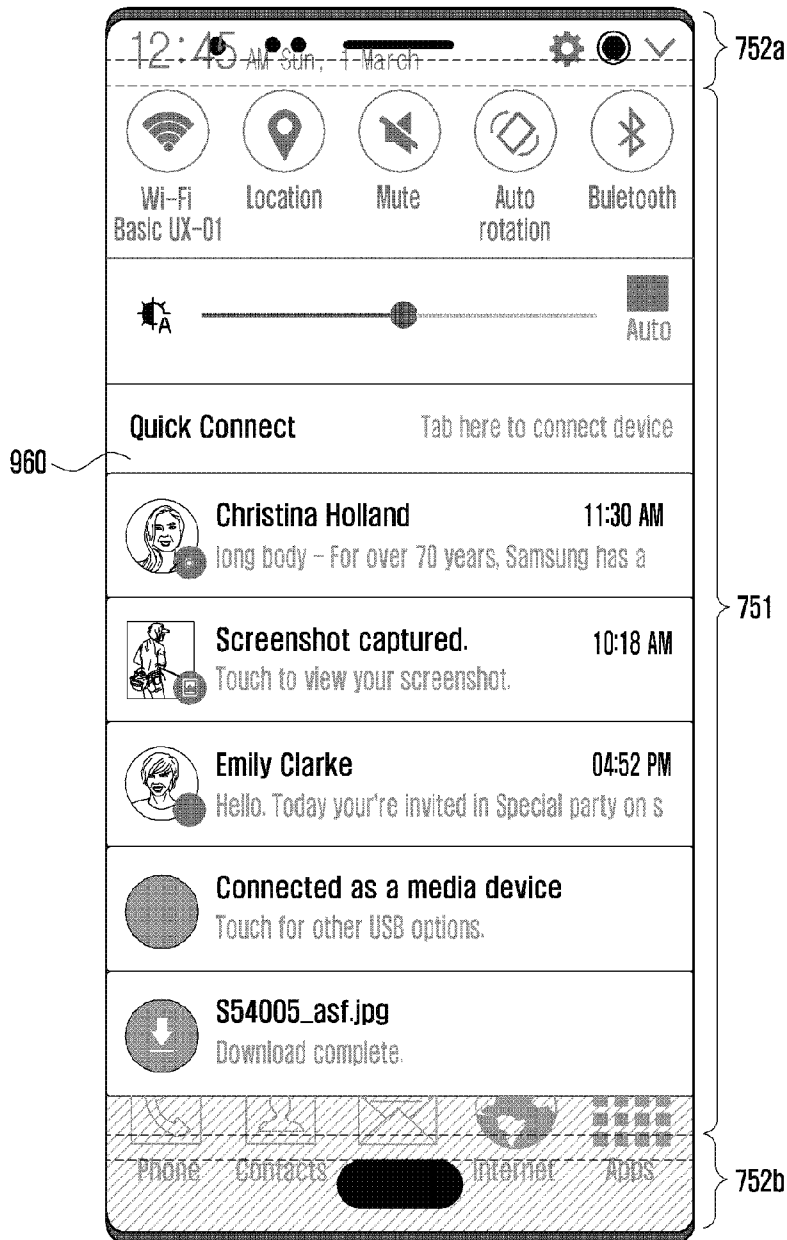 12:45 AM Sun, 1 March
752a
Wi-Fi
Basic UX-01
Location
Mute
Auto
rotation
Buletooth
A
Auto
Quick Connect
Tab here to connect device
960
Christina Holland
11:30 AM
long body - For over 70 years, Samsung has a
751
Screenshot captured.
10:18 AM
Touch to view your screenshot.
Emily Clarke
04:52 PM
Hello. Today your're invited in Special party on s
Connected as a media device
Touch for other USB options.
S54005_asf.jpg
Download complete.
Phone
Contacts
Internet
Apps
752b